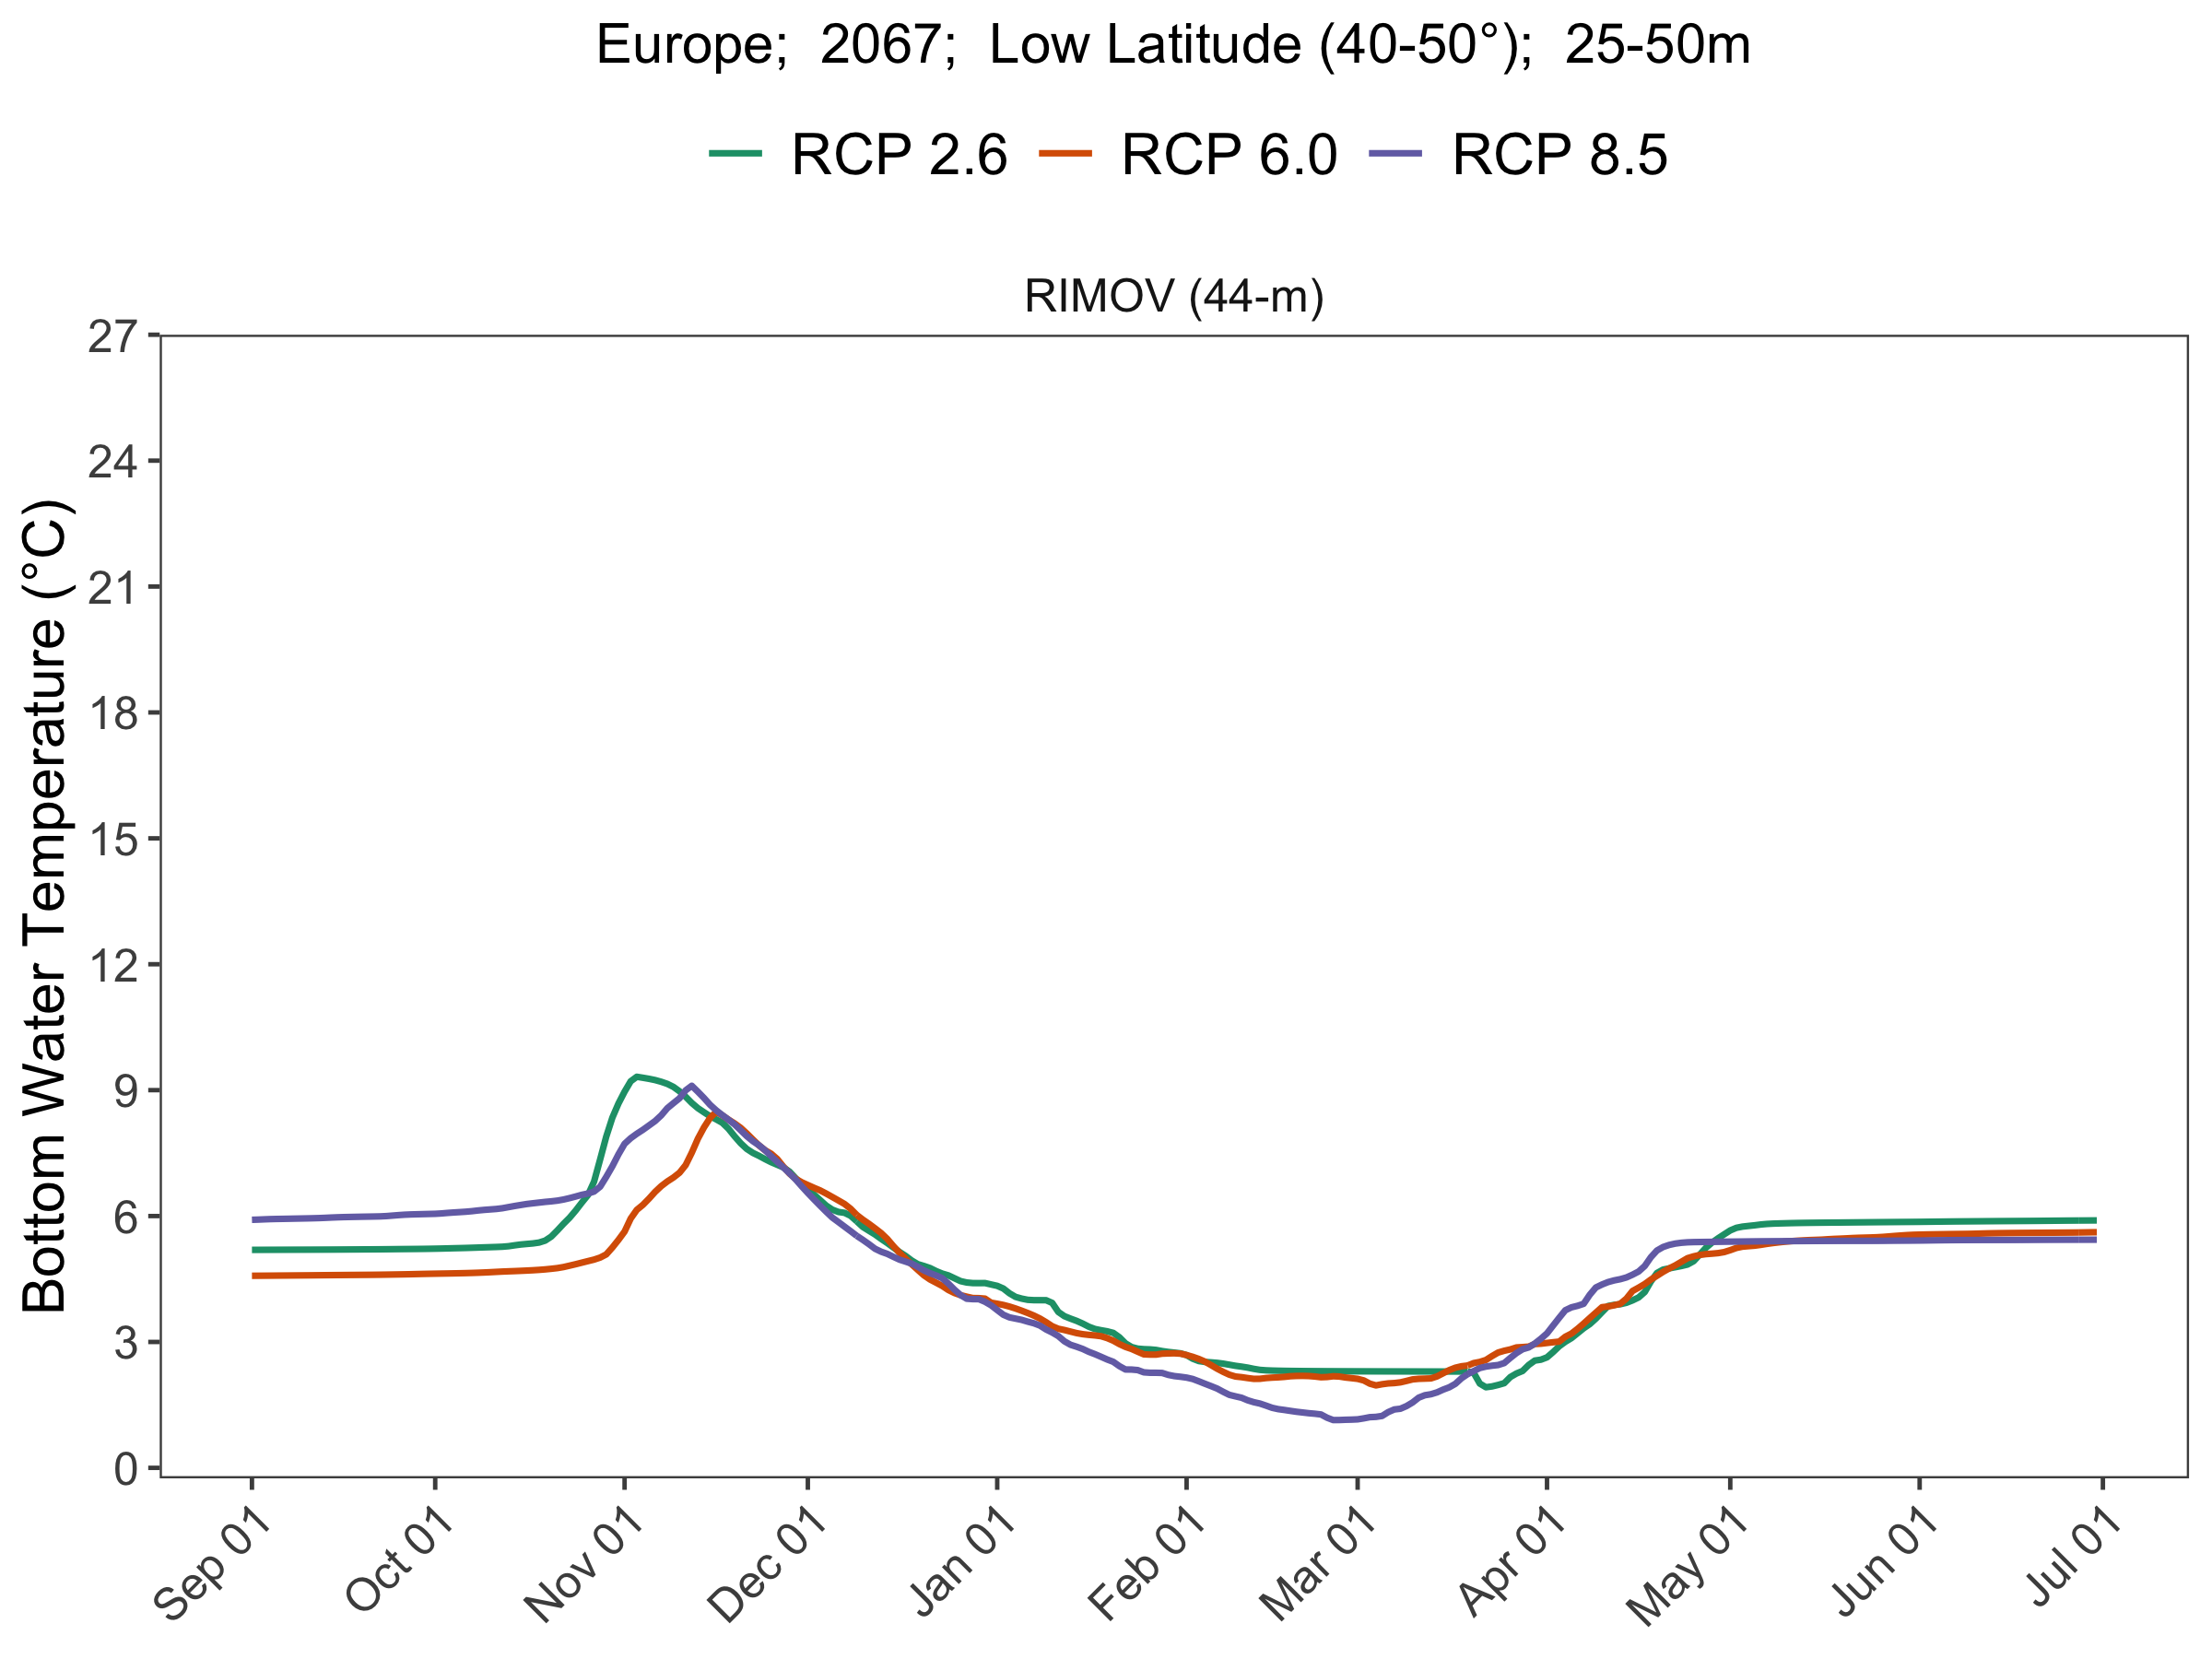 Europe;  2067;  Low Latitude (40-50°);  25-50m
RCP 2.6 RCP 6.0 RCP 8.5
RIMOV (44-m)
Bottom Water Temperature (°C)
27
24
21
18
15
12
9
6
3
0
Sep 01 Oct 01 Nov 01 Dec 01 Jan 01 Feb 01 Mar 01 Apr 01 May 01 Jun 01 Jul 01